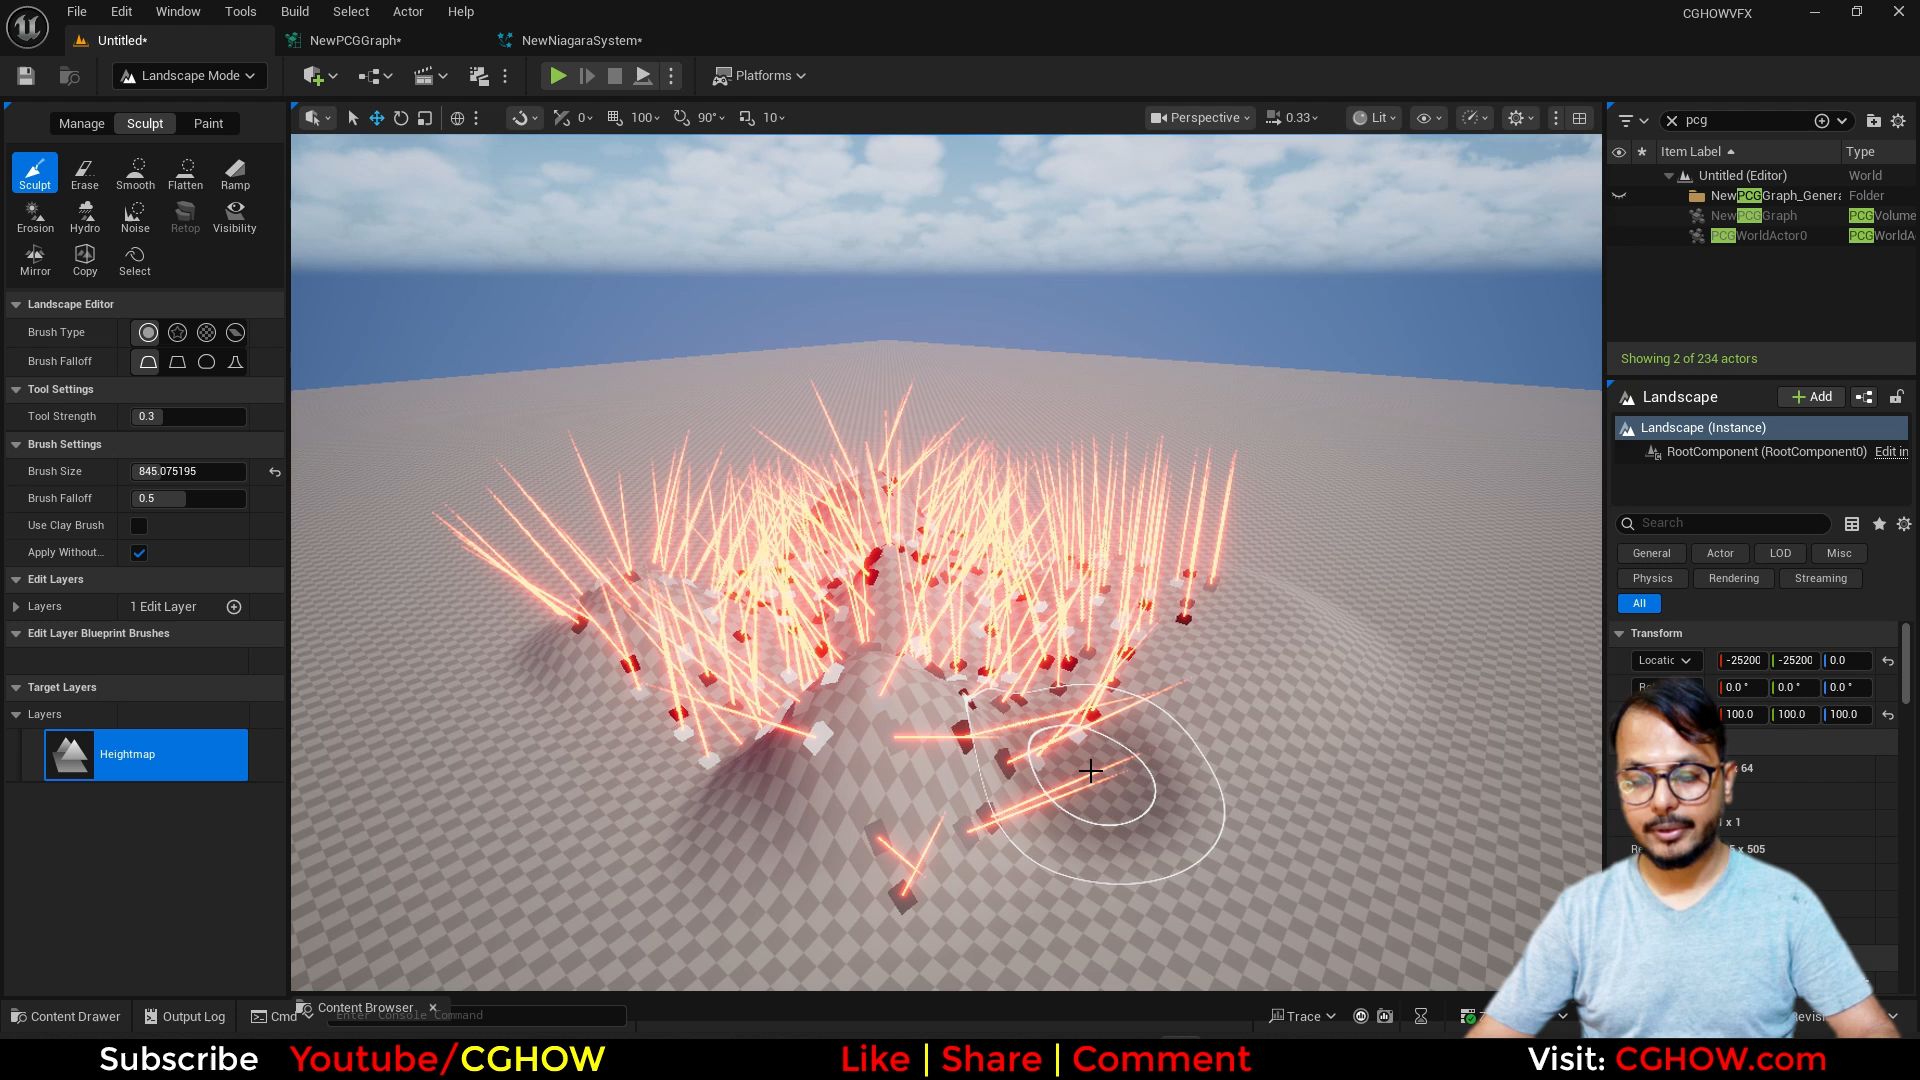 File Edit Window Tools Build Select Actor Help
CGHOWVFX
Untitled* NewPCGGraph* NewNiagaraSystem*
Landscape Mode
Platforms
Manage Sculpt Paint
0 100 90° 10
Perspective 0.33 Lit
pcg
Item Label Type
Sculpt Erase Smooth Flatten Ramp
Erosion Hydro Noise Retop Visibility
Mirror Copy Select
Untitled (Editor) World
NewPCGGraph_Genera Folder
NewPCGGraph PCGVolume
PCGWorldActor0 PCGWorldA
Landscape Editor
Brush Type
Brush Falloff
Tool Settings
Tool Strength 0.3
Brush Settings
Brush Size 845.075195
Brush Falloff 0.5
Use Clay Brush
Apply Without...
Edit Layers
Layers 1 Edit Layer
Edit Layer Blueprint Brushes
Target Layers
Layers
Heightmap
Showing 2 of 234 actors
Landscape Add
Landscape (Instance)
RootComponent (RootComponent0) Edit in
Search
General Actor LOD Misc
Physics Rendering Streaming
All
Transform
Locatic -25200 -25200 0.0
0.0 ° 0.0 ° 0.0 °
100.0 100.0 100.0
64
x 1
x 505
Content Drawer Output Log Cmd
Content Browser
Enter Console Command
Trace
Revisi
Subscribe Youtube/CGHOW Like | Share | Comment Visit: CGHOW.com